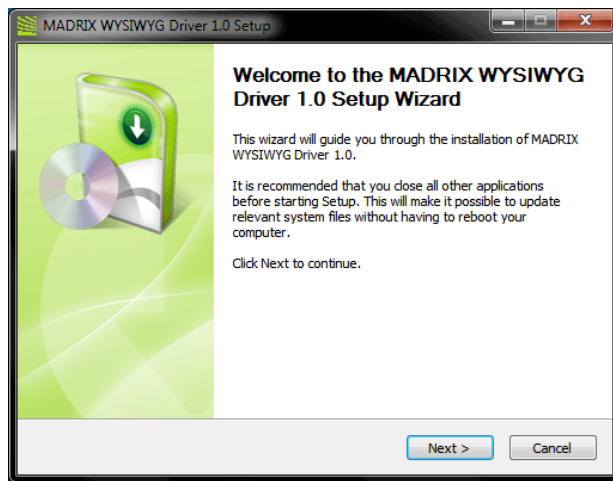 MADRIX WYSIWYG Driver 1.0 Setup
Welcome to the MADRIX WYSIWYG
Driver 1.0 Setup Wizard
This wizard will guide you through the installation of MADRIX
WYSIWYG Driver 1.0.
It is recommended that you close all other applications
before starting Setup. This will make it possible to update
relevant system files without having to reboot your
computer.
Click Next to continue.
Next >
Cancel